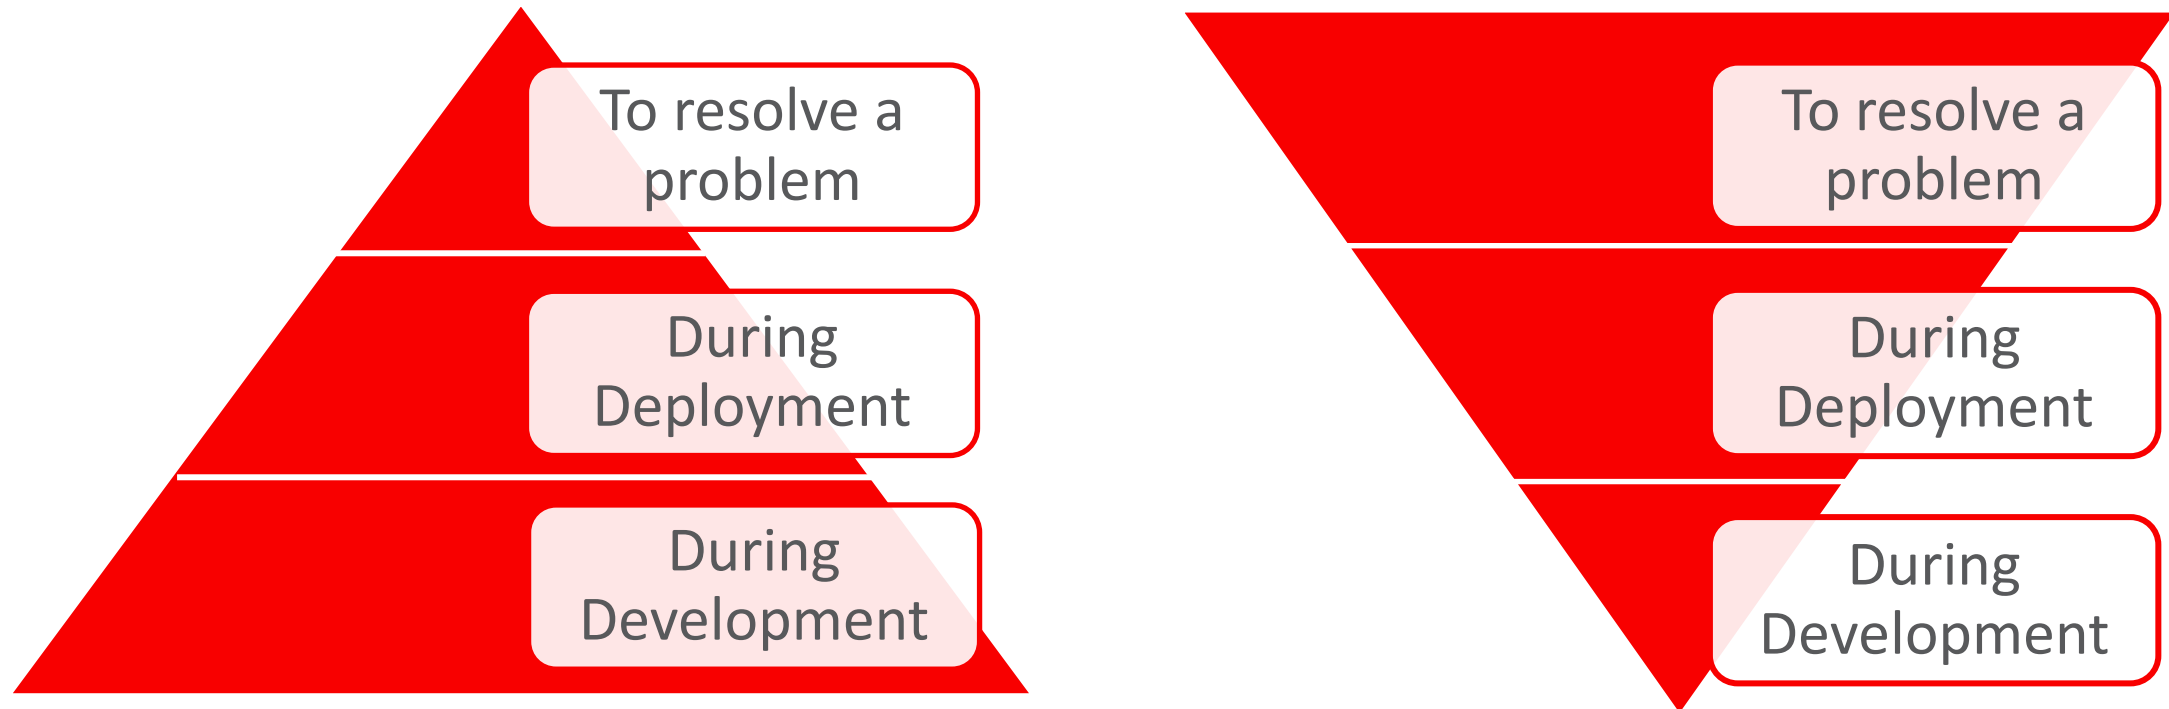 To resolve a
problem
During
Deployment
During
Development
To resolve a
problem
During
Deployment
During
Development